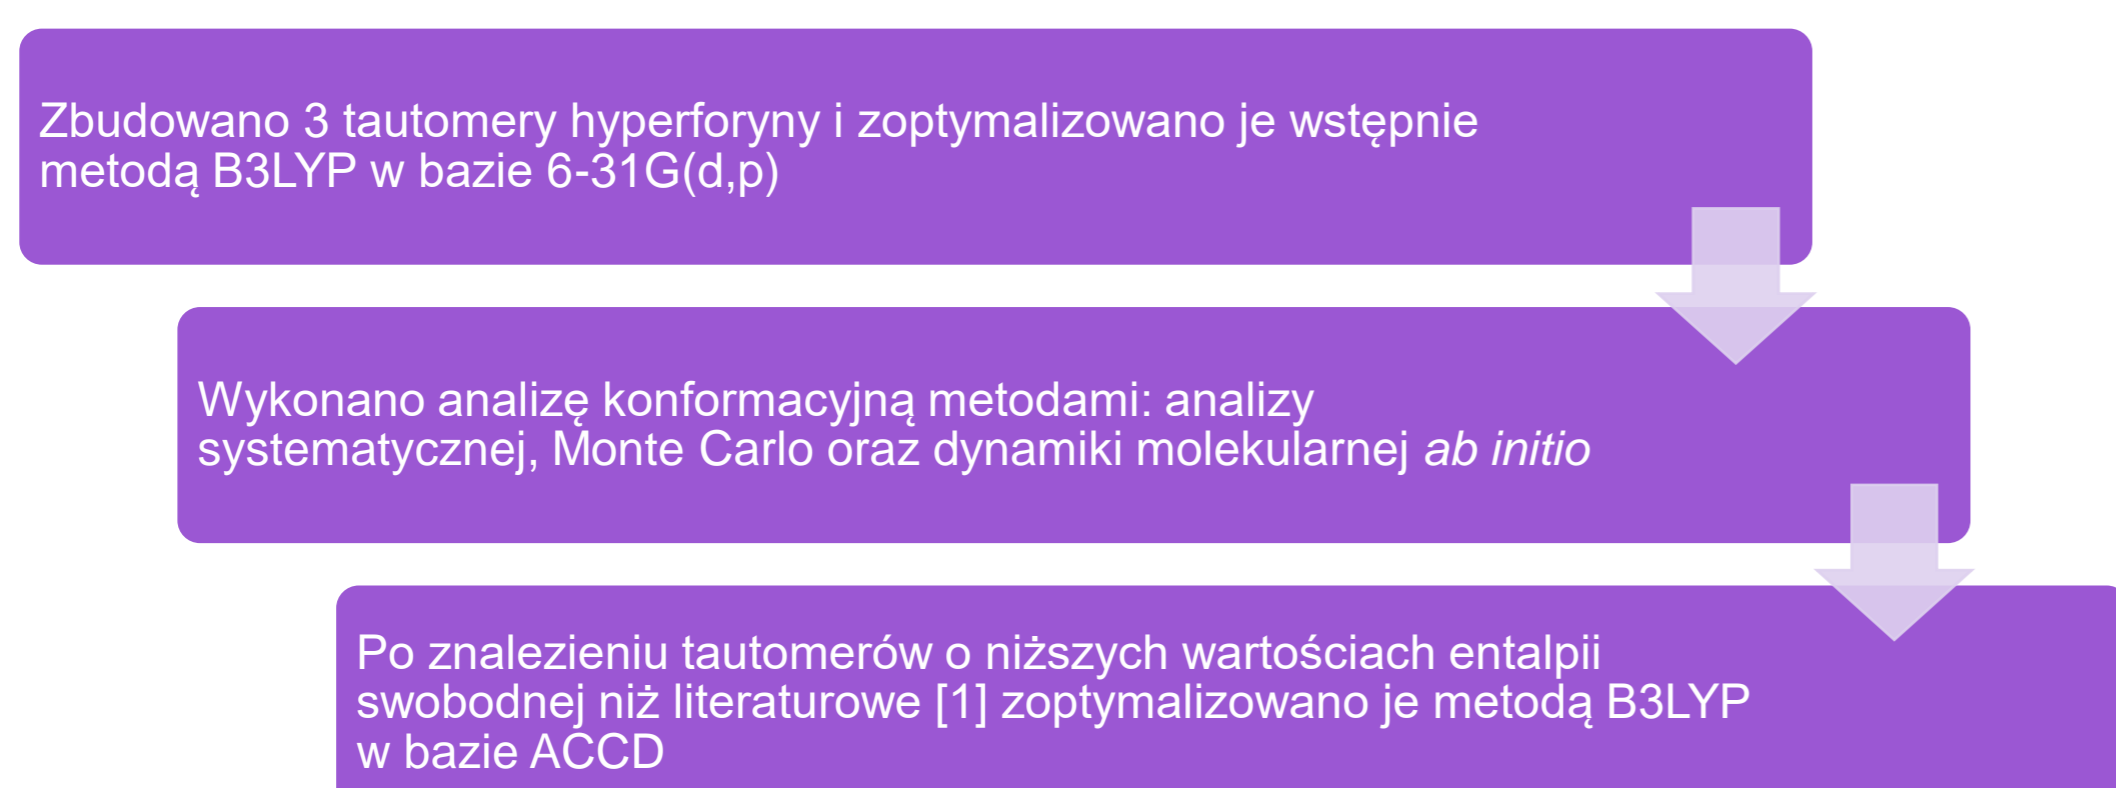 Zbudowano 3 tautomery hyperforyny i zoptymalizowano je wstępnie
metodą B3LYP w bazie 6-31G(d,p)
Wykonano analizę konformacyjną metodami: analizy
systematycznej, Monte Carlo oraz dynamiki molekularnej ab initio
Po znalezieniu tautomerów o niższych wartościach entalpii
swobodnej niż literaturowe [1] zoptymalizowano je metodą B3LYP
w bazie ACCD